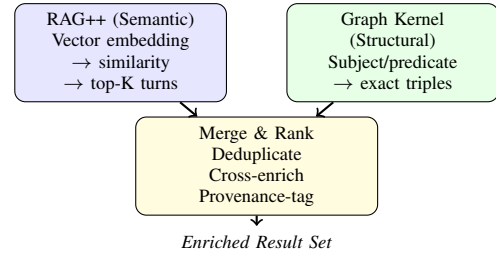 RAG++ (Semantic)
Vector embedding
→ similarity
→ top-K turns
Graph Kernel
(Structural)
Subject/predicate
→ exact triples
Merge & Rank
Deduplicate
Cross-enrich
Provenance-tag
Enriched Result Set